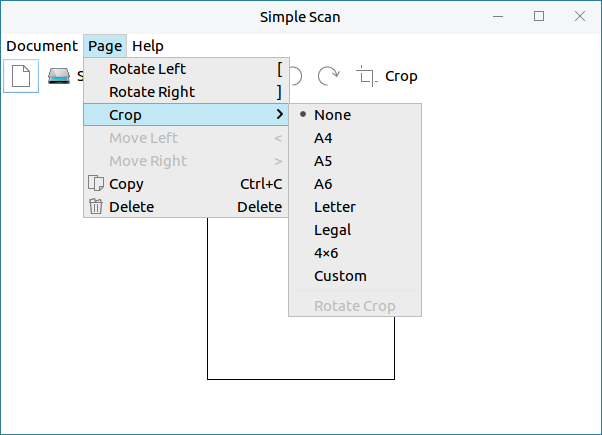 Simple Scan
Document Page Help
Crop
Rotate Left [
Rotate Right ]
Crop >
Move Left <
Move Right >
Copy Ctrl+C
Delete Delete
None
A4
A5
A6
Letter
Legal
4×6
Custom
Rotate Crop